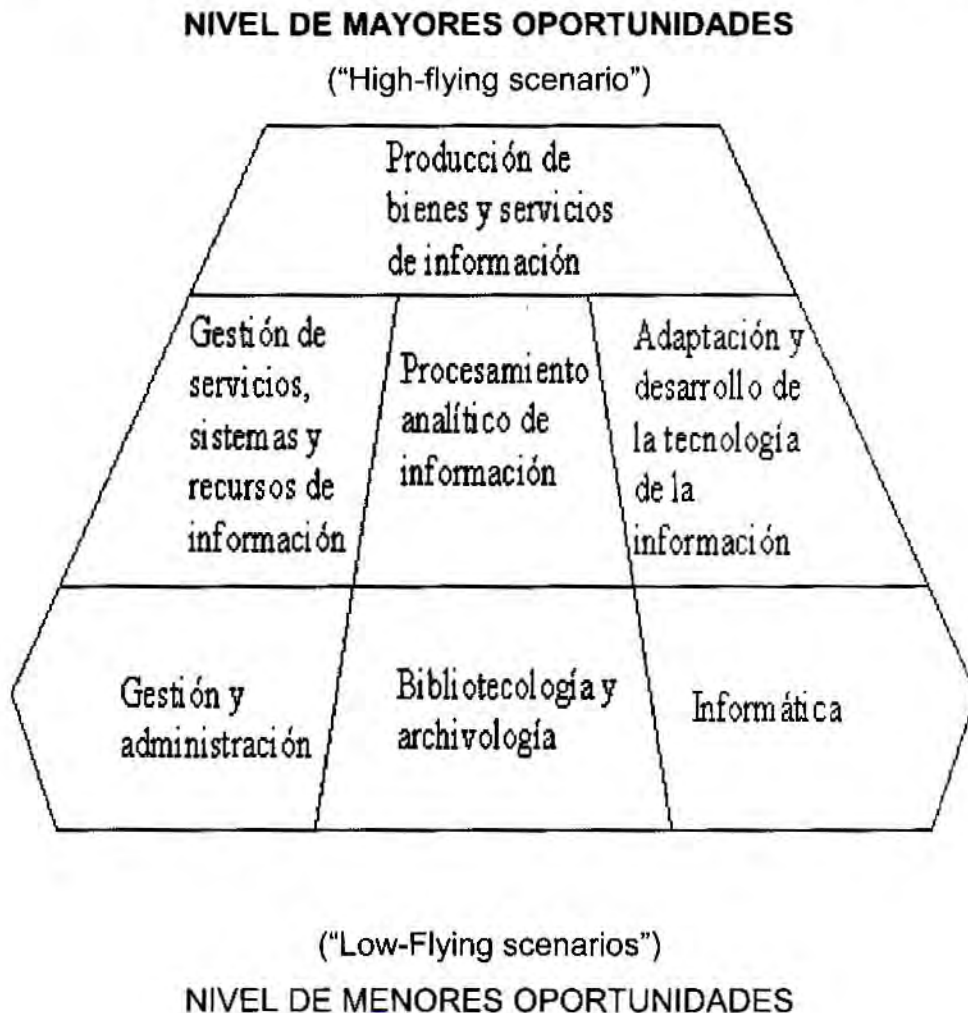 NIVEL DE MAYORES OPORTUNIDADES
("High-flying scenario")
Producción de
bienes y servicios
de información
Gestión de
servicios,
sistemas y
recursos de
información
Procesamiento
analítico de
información
Adaptación y
desarrollo de
la tecnología
de la
información
Gestión y
administración
Bibliotecología y
archivología
Informática
("Low-Flying scenarios")
NIVEL DE MENORES OPORTUNIDADES